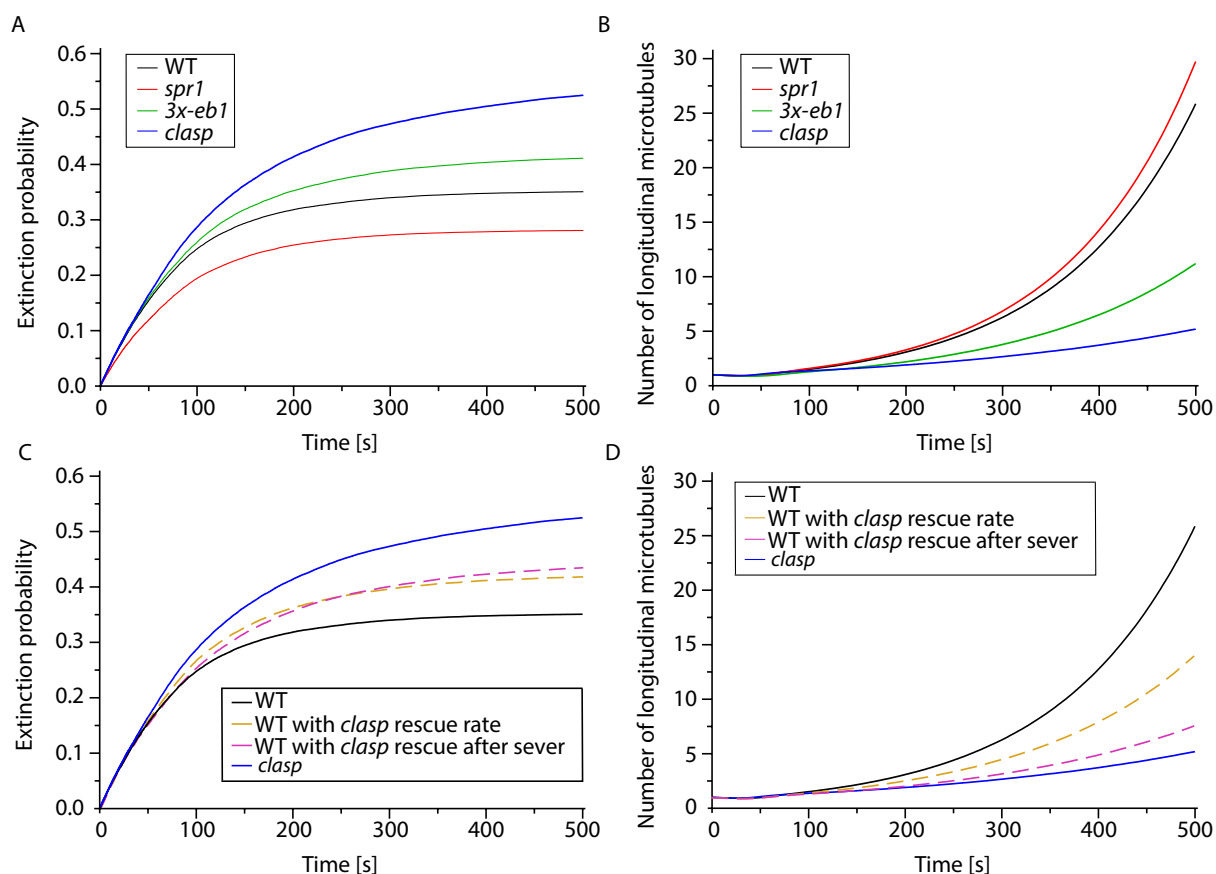 A
0.6
0.5
0.4
0.3
0.2
0.1
0.0
Extinction probability
WT
spr1
3x-eb1
clasp
0 100 200 300 400 500
Time [s]
B
30
25
20
15
10
5
0
Number of longitudinal microtubules
WT
spr1
3x-eb1
clasp
0 100 200 300 400 500
Time [s]
C
0.6
0.5
0.4
0.3
0.2
0.1
0.0
Extinction probability
WT
WT with clasp rescue rate
WT with clasp rescue after sever
clasp
0 100 200 300 400 500
Time [s]
D
30
25
20
15
10
5
0
Number of longitudinal microtubules
WT
WT with clasp rescue rate
WT with clasp rescue after sever
clasp
0 100 200 300 400 500
Time [s]